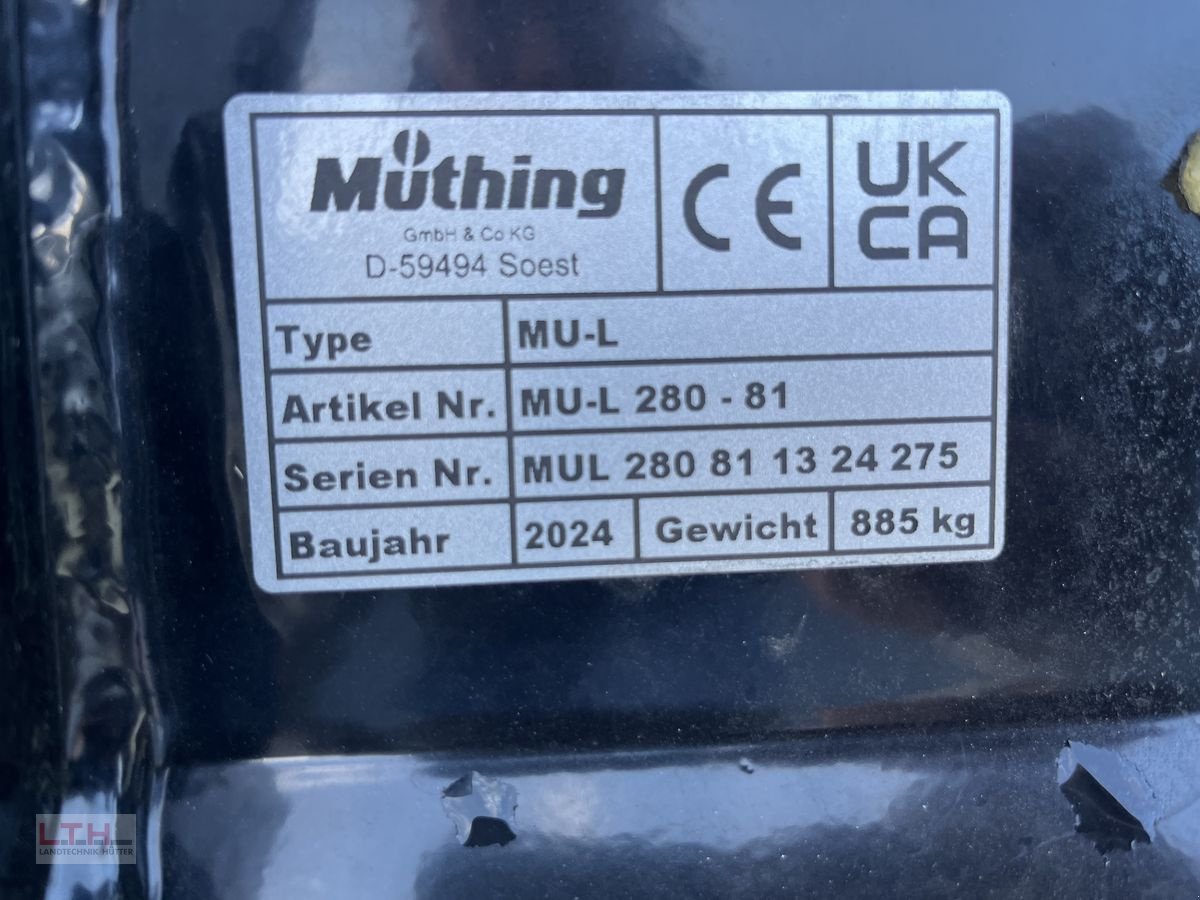 Müthing
GmbH & Co KG
D-59494 Soest
CE
UK
CA
Type MU-L
Artikel Nr. MU-L 280 - 81
Serien Nr. MUL 280 81 13 24 275
Baujahr 2024 Gewicht 885 kg
LTH
LANDTECHNIK HÜTTER